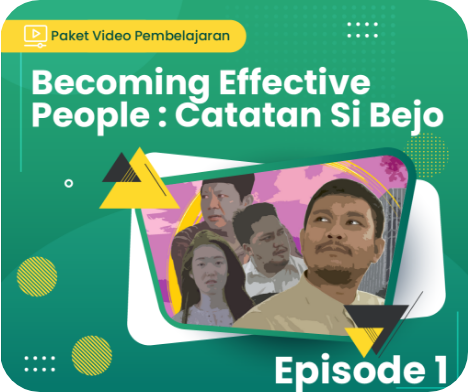 Paket Video Pembelajaran
Becoming Effective
People : Catatan Si Bejo
Episode 1